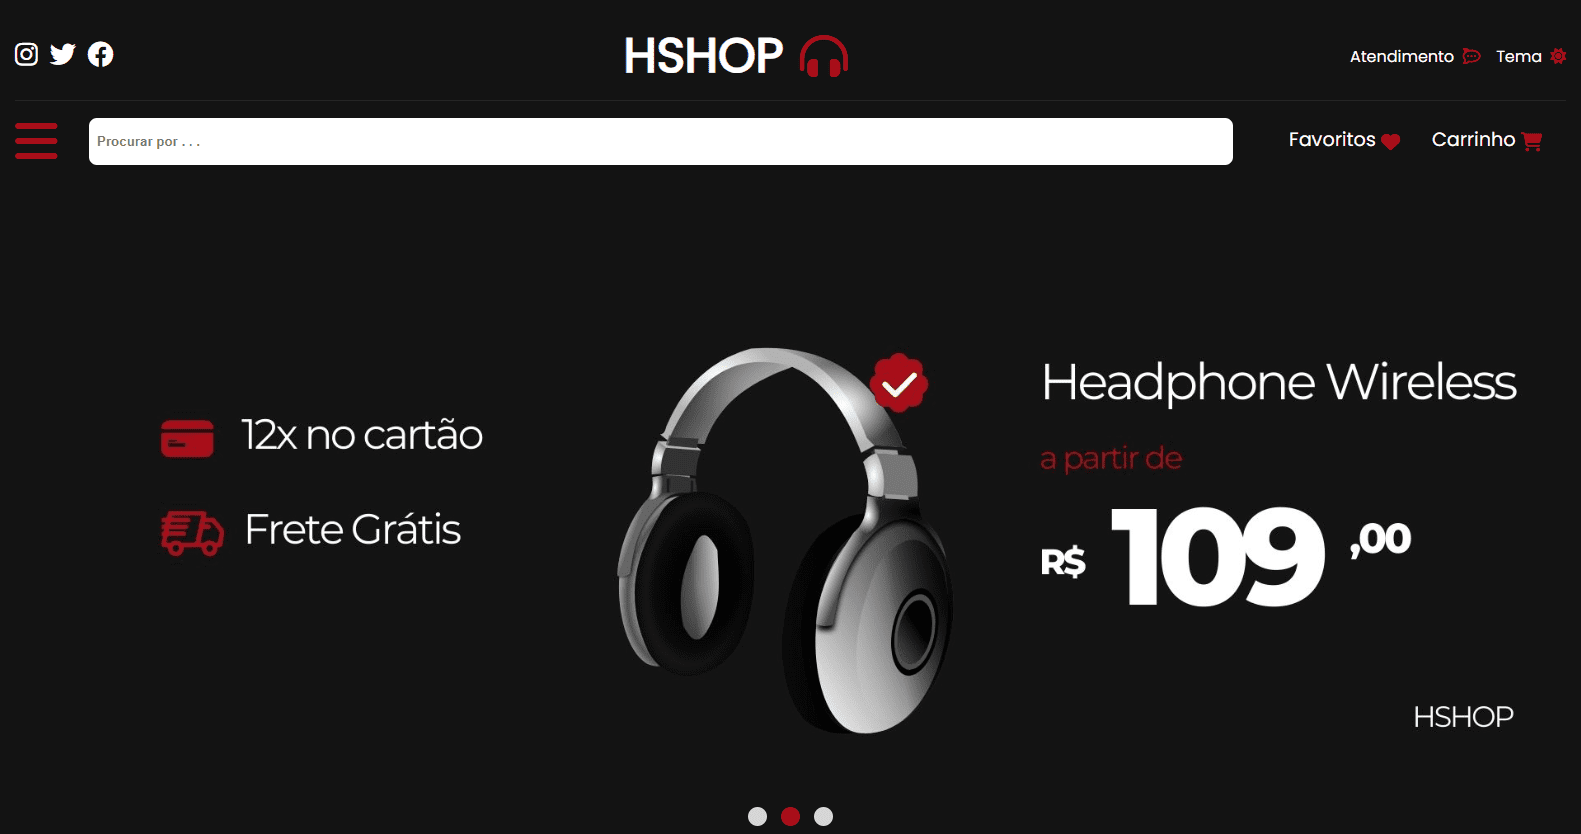 HSHOP
Atendimento
Tema
Procurar por . . .
Favoritos
Carrinho
12x no cartão
Frete Grátis
Headphone Wireless
a partir de
R$ 109 ,00
HSHOP